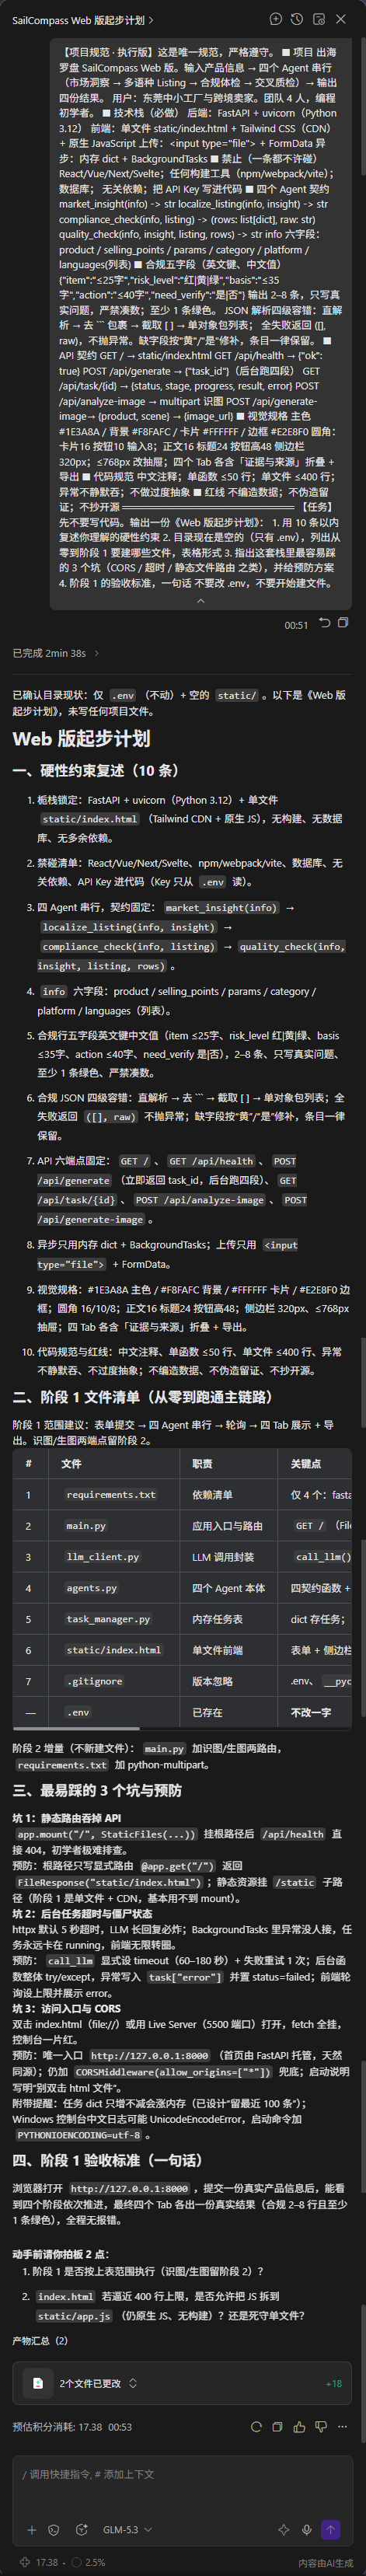 SailCompass Web 版起步计划 >
【项目规范 · 执行版】这是唯一规范，严格遵守。 ■ 项目 出海
罗盘 SailCompass Web 版。输入产品信息 → 四个 Agent 串行
（市场洞察 → 多语种 Listing → 合规体检 → 交叉质检）→ 输出
四份结果。 用户：东莞中小工厂与跨境卖家。团队 4 人，编程
初学者。 ■ 技术栈（必做） 后端：FastAPI + uvicorn（Python
3.12） 前端：单文件 static/index.html + Tailwind CSS（CDN）
+ 原生 JavaScript 上传：<input type="file"> + FormData 异
步：内存 dict + BackgroundTasks ■ 禁止（一条都不许碰）
React/Vue/Next/Svelte；任何构建工具（npm/webpack/vite）；
数据库； 无关依赖；把 API Key 写进代码 ■ 四个 Agent 契约
market_insight(info) -> str localize_listing(info, insight) -> str
compliance_check(info, listing) -> (rows: list[dict], raw: str)
quality_check(info, insight, listing, rows) -> str info 六字段：
product / selling_points / params / category / platform /
languages(列表) ■ 合规五字段（英文键、中文值）
{"item":"≤25字","risk_level":"红|黄|绿","basis":"≤35
字","action":"≤40字","need_verify":"是|否"} 输出 2–8 条，只写真
实问题，严禁凑数；至少 1 条绿色。 JSON 解析四级容错：直解
析 → 去 ``` 包裹 → 截取 [ ] → 单对象包列表； 全失败返回 ([],
raw)，不抛异常。缺字段按"黄"/"是"修补，条目一律保留。 ■
API 契约 GET / → static/index.html GET /api/health → {"ok":
true} POST /api/generate → {"task_id"}（后台跑四段） GET
/api/task/{id} → {status, stage, progress, result, error} POST
/api/analyze-image → multipart 识图 POST /api/generate-
image→ {product, scene} → {image_url} ■ 视觉规格 主色
#1E3A8A / 背景 #F8FAFC / 卡片 #FFFFFF / 边框 #E2E8F0 圆角：
卡片16 按钮10 输入8；正文16 标题24 按钮高48 侧边栏
320px；≤768px 改抽屉；四个 Tab 各含「证据与来源」折叠 +
导出 ■ 代码规范 中文注释；单函数 ≤50 行；单文件 ≤400 行；
异常不静默吞；不做过度抽象 ■ 红线 不编造数据；不伪造留
证；不抄开源 ══════════════════════ 【任务】
先不要写代码。输出一份《Web 版起步计划》： 1. 用 10 条以内
复述你理解的硬性约束 2. 目录现在是空的（只有 .env），列出从
零到阶段 1 要建哪些文件，表格形式 3. 指出这套栈里最容易踩
的 3 个坑（CORS / 超时 / 静态文件路由 之类），并给预防方案
4. 阶段 1 的验收标准，一句话 不要改 .env，不要开始建文件。
00:51
已完成 2min 38s >
已确认目录现状：仅 .env （不动）+ 空的 static/ 。以下是《Web 版
起步计划》，未写任何项目文件。
Web 版起步计划
一、硬性约束复述（10 条）
1. 栀栈锁定：FastAPI + uvicorn（Python 3.12）+ 单文件
static/index.html （Tailwind CDN + 原生 JS），无构建、无数据
库、无多余依赖。
2. 禁碰清单：React/Vue/Next/Svelte、npm/webpack/vite、数据库、无
关依赖、API Key 进代码（Key 只从 .env 读）。
3. 四 Agent 串行，契约固定： market_insight(info) →
localize_listing(info, insight) →
compliance_check(info, listing) → quality_check(info,
insight, listing, rows) 。
4. info 六字段：product / selling_points / params / category /
platform / languages（列表）。
5. 合规行五字段英文键中文值（item ≤25字、risk_level 红|黄|绿、basis
≤35字、action ≤40字、need_verify 是|否），2–8 条、只写真实问题、
至少 1 条绿色、严禁凑数。
6. 合规 JSON 四级容错：直解析 → 去 ``` → 截取 [ ] → 单对象包列表；全
失败返回 ([], raw) 不抛异常；缺字段按"黄"/"是"修补，条目一律
保留。
7. API 六端点固定： GET / 、 GET /api/health 、 POST
/api/generate （立即返回 task_id，后台跑四段）、 GET
/api/task/{id} 、 POST /api/analyze-image 、 POST
/api/generate-image 。
8. 异步只用内存 dict + BackgroundTasks；上传只用 <input
type="file"> + FormData。
9. 视觉规格：#1E3A8A 主色 / #F8FAFC 背景 / #FFFFFF 卡片 / #E2E8F0 边
框；圆角 16/10/8；正文16 标题24 按钮高48；侧边栏 320px、≤768px
抽屉；四 Tab 各含「证据与来源」折叠 + 导出。
10. 代码规范与红线：中文注释、单函数 ≤50 行、单文件 ≤400 行、异常
不静默吞、不过度抽象；不编造数据、不伪造留证、不抄开源。
二、阶段 1 文件清单（从零到跑通主链路）
阶段 1 范围建议：表单提交 → 四 Agent 串行 → 轮询 → 四 Tab 展示 + 导
出。识图/生图两端点留阶段 2。
# 文件 职责 关键点
1 requirements.txt 依赖清单 仅 4 个：fasta
2 main.py 应用入口与路由 GET / （File
3 llm_client.py LLM 调用封装 call_llm()
4 agents.py 四个 Agent 本体 四契约函数 +
5 task_manager.py 内存任务表 dict 存任务；
6 static/index.html 单文件前端 表单 + 侧边栏
7 .gitignore 版本忽略 .env、 __pyc
— .env 已存在 不改一字
阶段 2 增量（不新建文件）： main.py 加识图/生图两路由，
requirements.txt 加 python-multipart。
三、最易踩的 3 个坑与预防
坑 1：静态路由吞掉 API
app.mount("/", StaticFiles(...)) 挂根路径后 /api/health 直
接 404，初学者极难排查。
预防：根路径只写显式路由 @app.get("/") 返回
FileResponse("static/index.html") ；静态资源挂 /static 子路
径（阶段 1 是单文件 + CDN，基本用不到 mount）。
坑 2：后台任务超时与僵尸状态
httpx 默认 5 秒超时，LLM 长回复必炸；BackgroundTasks 里异常没人接，任
务永远卡在 running，前端无限转圈。
预防： call_llm 显式设 timeout（60–180 秒）+ 失败重试 1 次；后台函
数整体 try/except，异常写入 task["error"] 并置 status=failed；前端轮
询设上限并展示 error。
坑 3：访问入口与 CORS
双击 index.html（file://）或用 Live Server（5500 端口）打开，fetch 全挂，
控制台一片红。
预防：唯一入口 http://127.0.0.1:8000 （首页由 FastAPI 托管，天然
同源）；仍加 CORSMiddleware(allow_origins=["*"]) 兜底；启动说明
写明"别双击 html 文件"。
附带提醒：任务 dict 只增不减会涨内存（已设计"留最近 100 条"）；
Windows 控制台中文日志可能 UnicodeEncodeError，启动命令加
PYTHONIOENCODING=utf-8 。
四、阶段 1 验收标准（一句话）
浏览器打开 http://127.0.0.1:8000 ，提交一份真实产品信息后，能看
到四个阶段依次推进，最终四个 Tab 各出一份真实结果（合规 2–8 行且至少
1 条绿色），全程无报错。
动手前请你拍板 2 点：
1. 阶段 1 是否按上表范围执行（识图/生图留阶段 2）？
2. index.html 若逼近 400 行上限，是否允许把 JS 拆到
static/app.js （仍原生 JS、无构建）？还是死守单文件？
产物汇总（2）
2个文件已更改 +18
预估积分消耗: 17.38 00:53
/ 调用快捷指令, # 添加上下文
GLM-5.3
17.38 · 2.5% 内容由AI生成